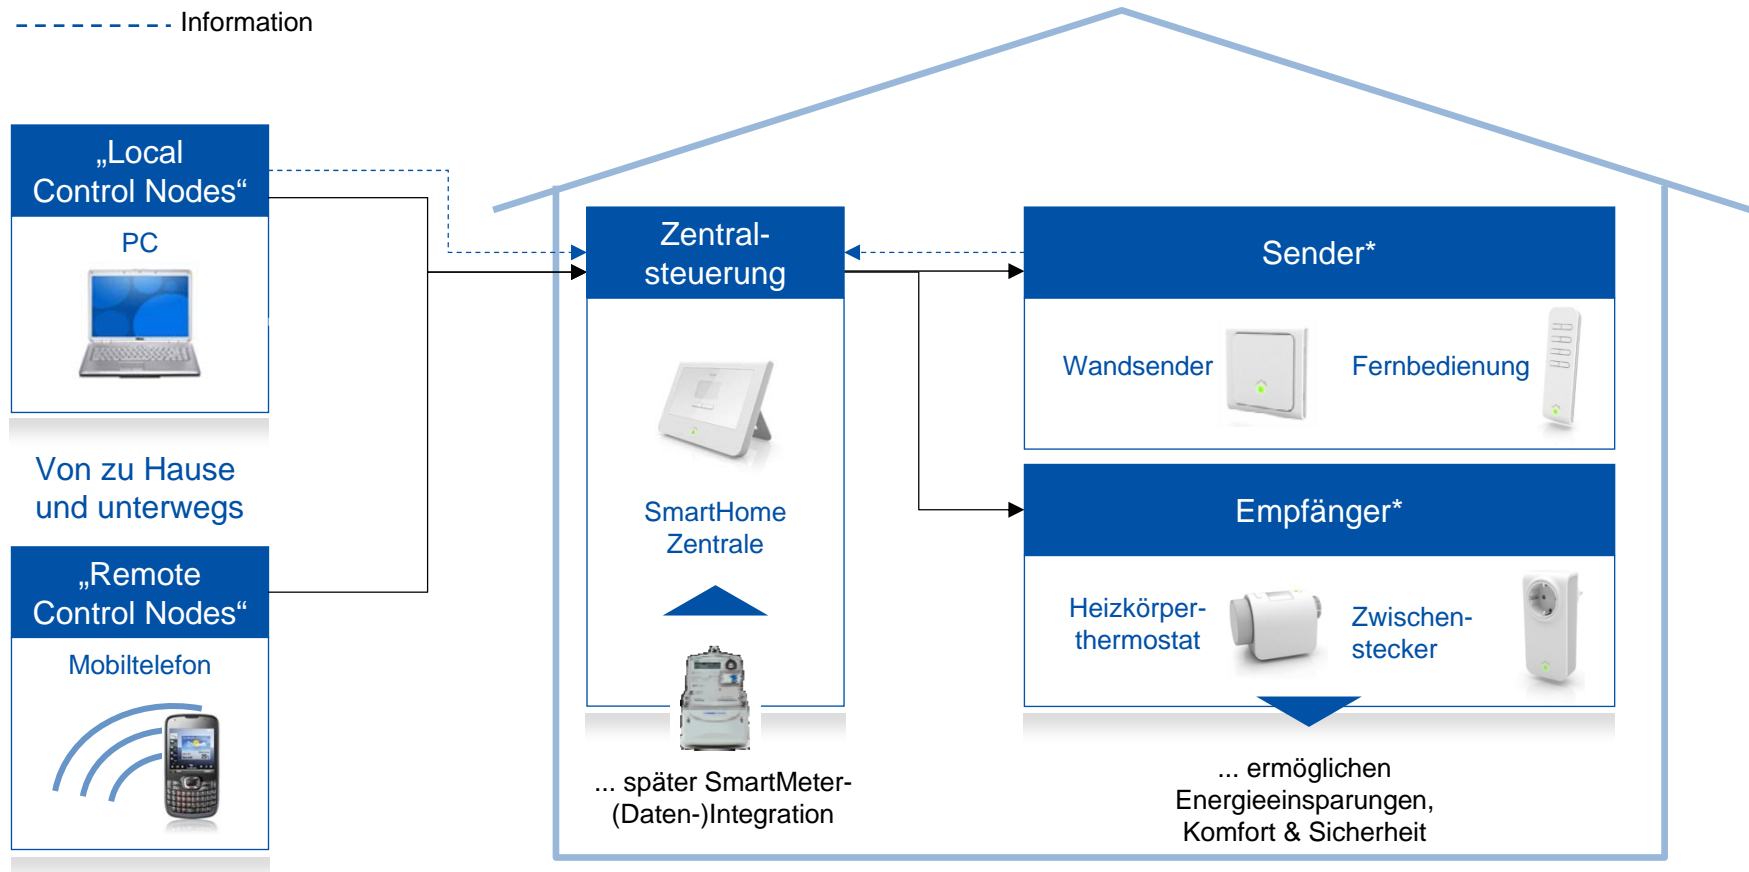 Information
„Local
Control Nodes“
PC
Von zu Hause
und unterwegs
„Remote
Control Nodes“
Mobiltelefon
Zentral-
steuerung
SmartHome
Zentrale
... später SmartMeter-
(Daten-)Integration
Sender*
Wandsender
Fernbedienung
Empfänger*
Heizkörper-
thermostat
Zwischen-
stecker
... ermöglichen
Energieeinsparungen,
Komfort & Sicherheit